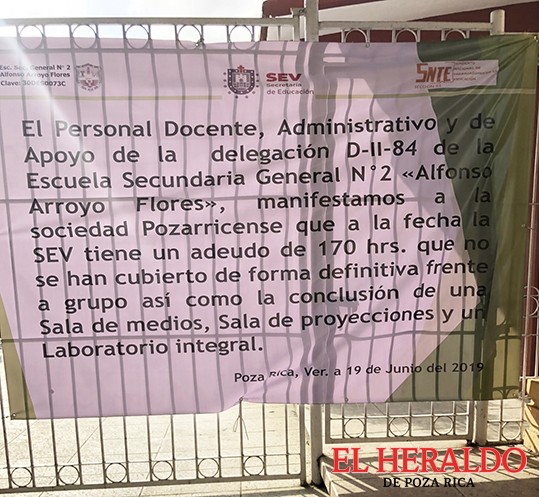 Esc. Sec. General N° 2
Alfonso Arroyo Flores
SEV
Secretaría
de Educación
SNTE
El Personal Docente, Administrativo y de
Apoyo de la delegación D-II-84 de la
Escuela Secundaria General N°2 «Alfonso
Arroyo Flores», manifestamos a la
sociedad Pozarricense que a la fecha la
SEV tiene un adeudo de 170 hrs. que no
se han cubierto de forma definitiva frente
a grupo así como la conclusión de una
Sala de medios, Sala de proyecciones y un
Laboratorio integral.
Poza Rica, Ver. a 19 de Junio del 2019
EL HERALDO
DE POZA RICA